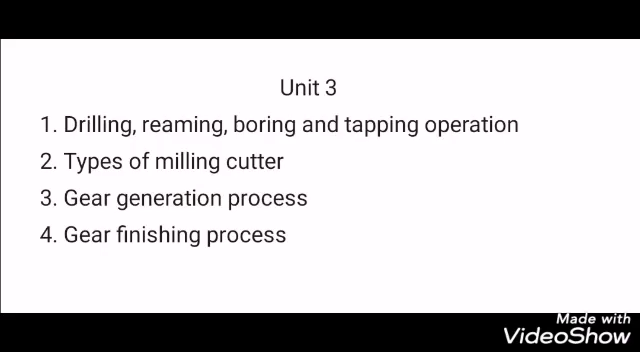 Unit 3
1. Drilling, reaming, boring and tapping operation
2. Types of milling cutter
3. Gear generation process
4. Gear finishing process
Made with
VideoShow